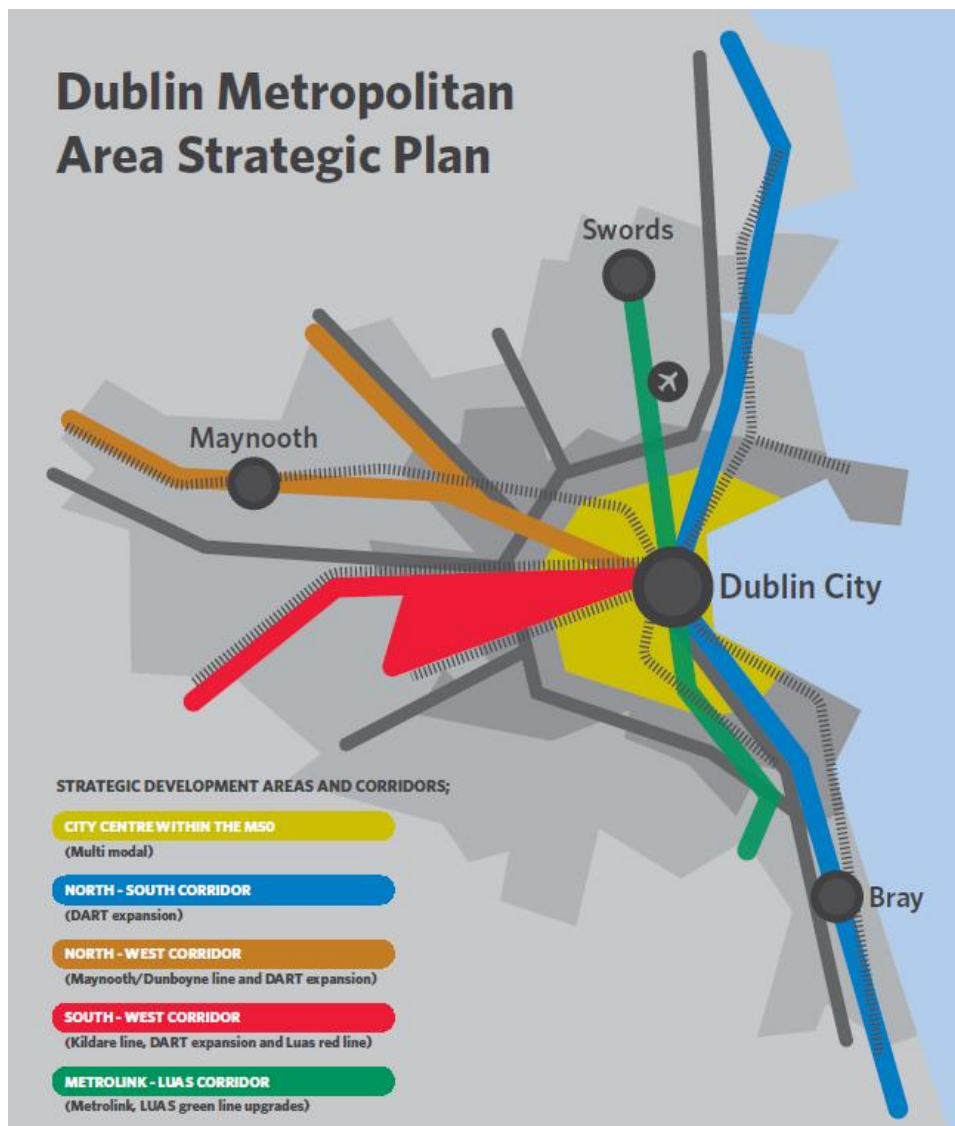 Dublin Metropolitan
Area Strategic Plan
Swords
Maynooth
Dublin City
Bray
STRATEGIC DEVELOPMENT AREAS AND CORRIDORS;
CITY CENTRE WITHIN THE M50
(Multi modal)
NORTH - SOUTH CORRIDOR
(DART expansion)
NORTH - WEST CORRIDOR
(Maynooth/Dunboyne line and DART expansion)
SOUTH - WEST CORRIDOR
(Kildare line, DART expansion and Luas red line)
METROLINK - LUAS CORRIDOR
(Metrolink, LUAS green line upgrades)